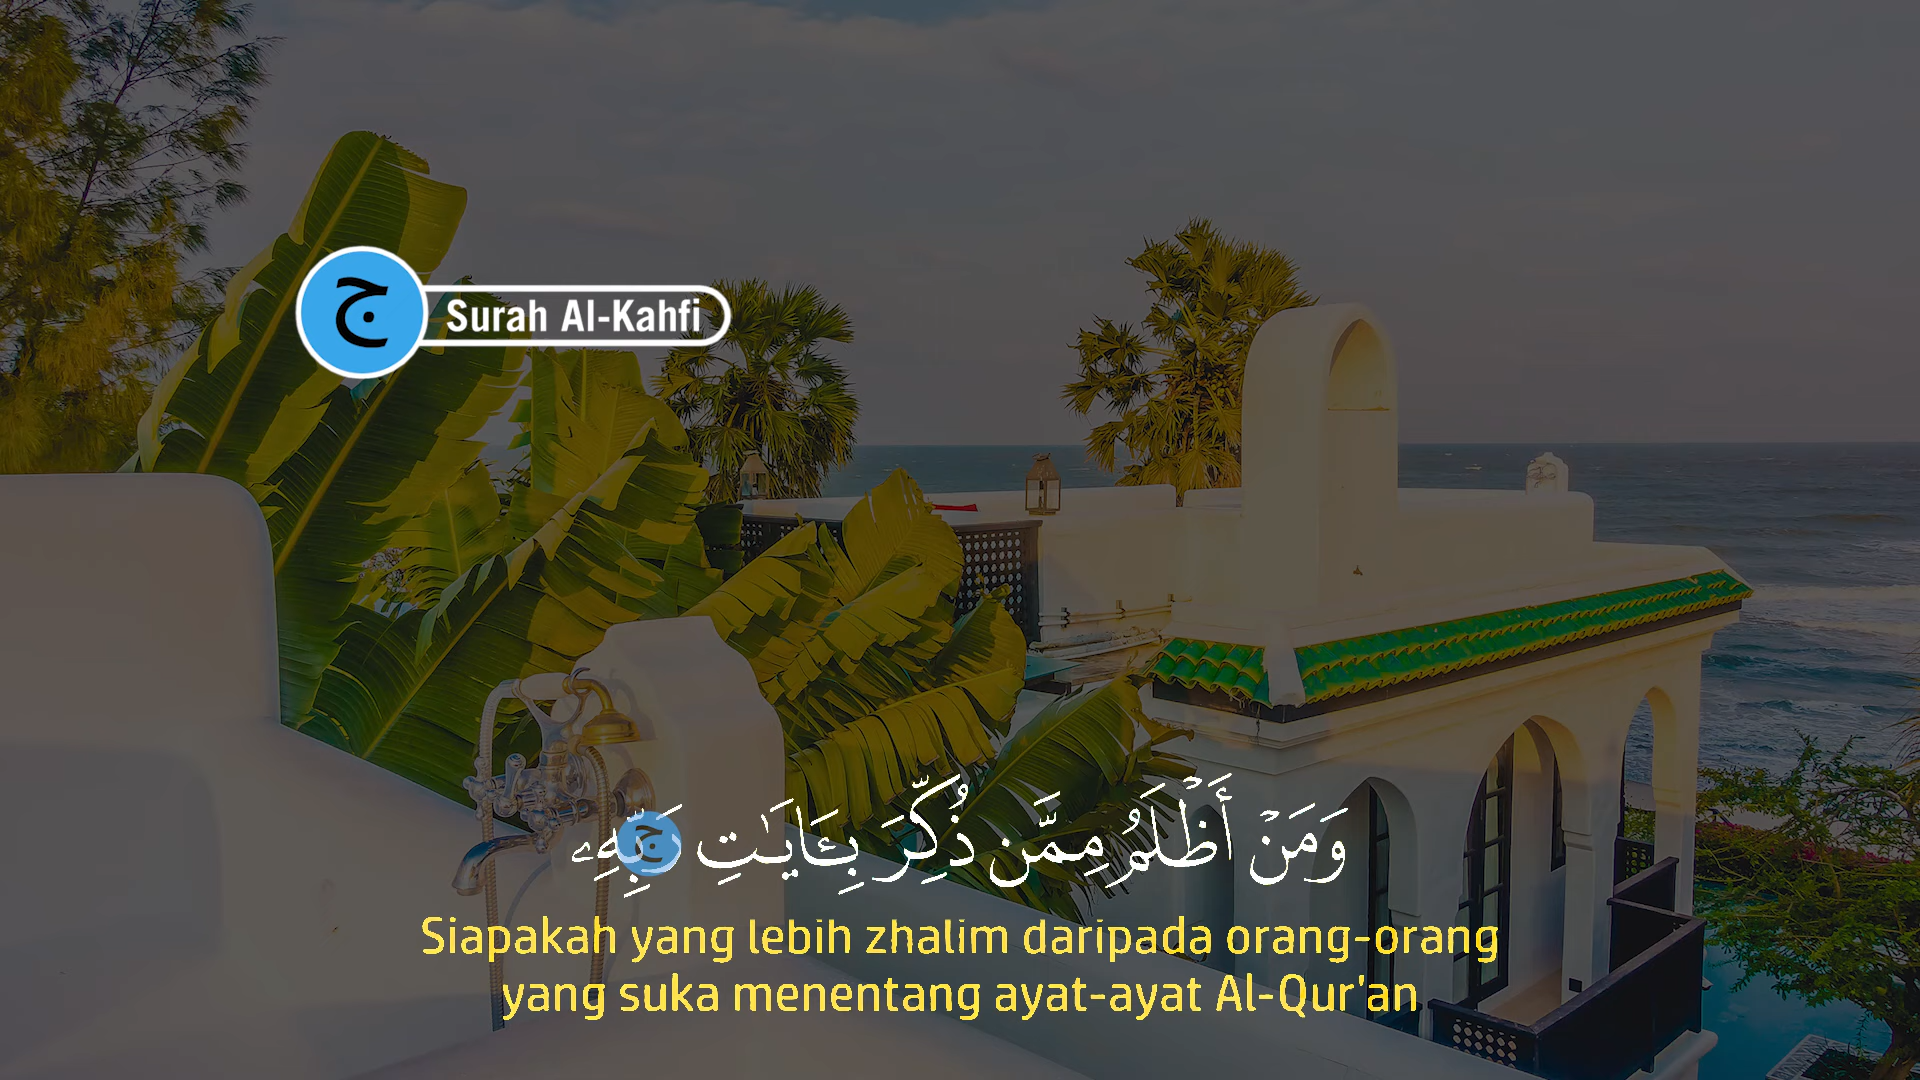 ج
Surah Al-Kahfi
وَمَنْ أَظْلَمُ مِمَّن ذُكِّرَ بِـَٔايَـٰتِ رَبِّهِۦ
ج
Siapakah yang lebih zhalim daripada orang-orang
yang suka menentang ayat-ayat Al-Qur'an